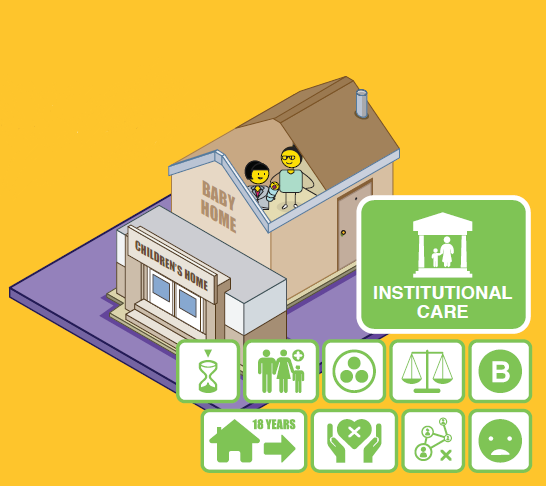 BABY
HOME
CHILDREN'S HOME
INSTITUTIONAL
CARE
B
18 YEARS